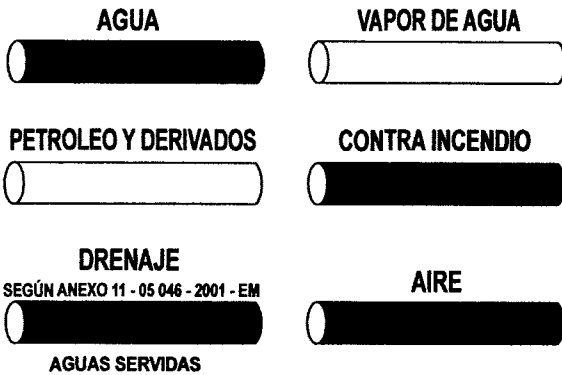 AGUA
VAPOR DE AGUA
PETROLEO Y DERIVADOS
CONTRA INCENDIO
DRENAJE
SEGÚN ANEXO 11 - 05 046 - 2001 - EM
AGUAS SERVIDAS
AIRE